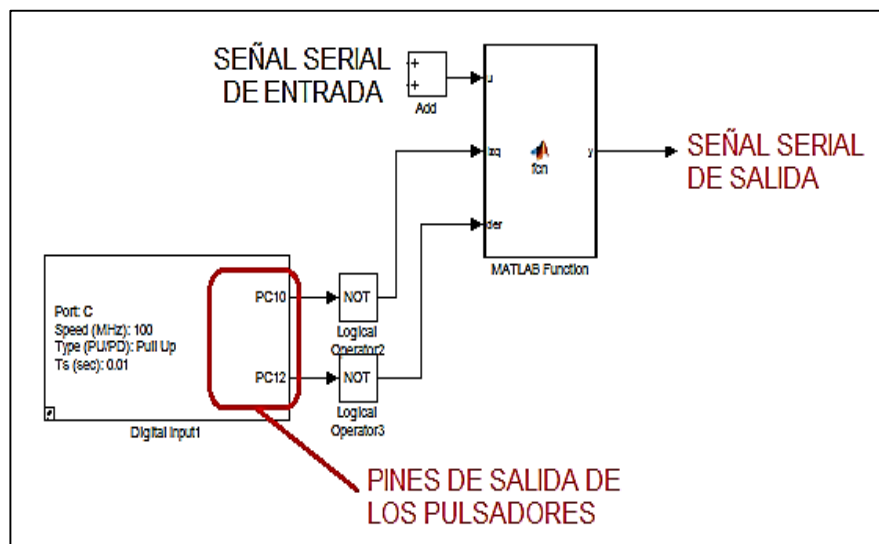 SEÑAL SERIAL
DE ENTRADA
+
+
Add
u
izq
der
fcn
y
MATLAB Function
SEÑAL SERIAL
DE SALIDA
Port: C
Speed (MHz): 100
Type (PU/PD): Pull Up
Ts (sec): 0.01
PC10
PC12
Digital Input1
NOT
Logical
Operator2
NOT
Logical
Operator3
PINES DE SALIDA DE
LOS PULSADORES